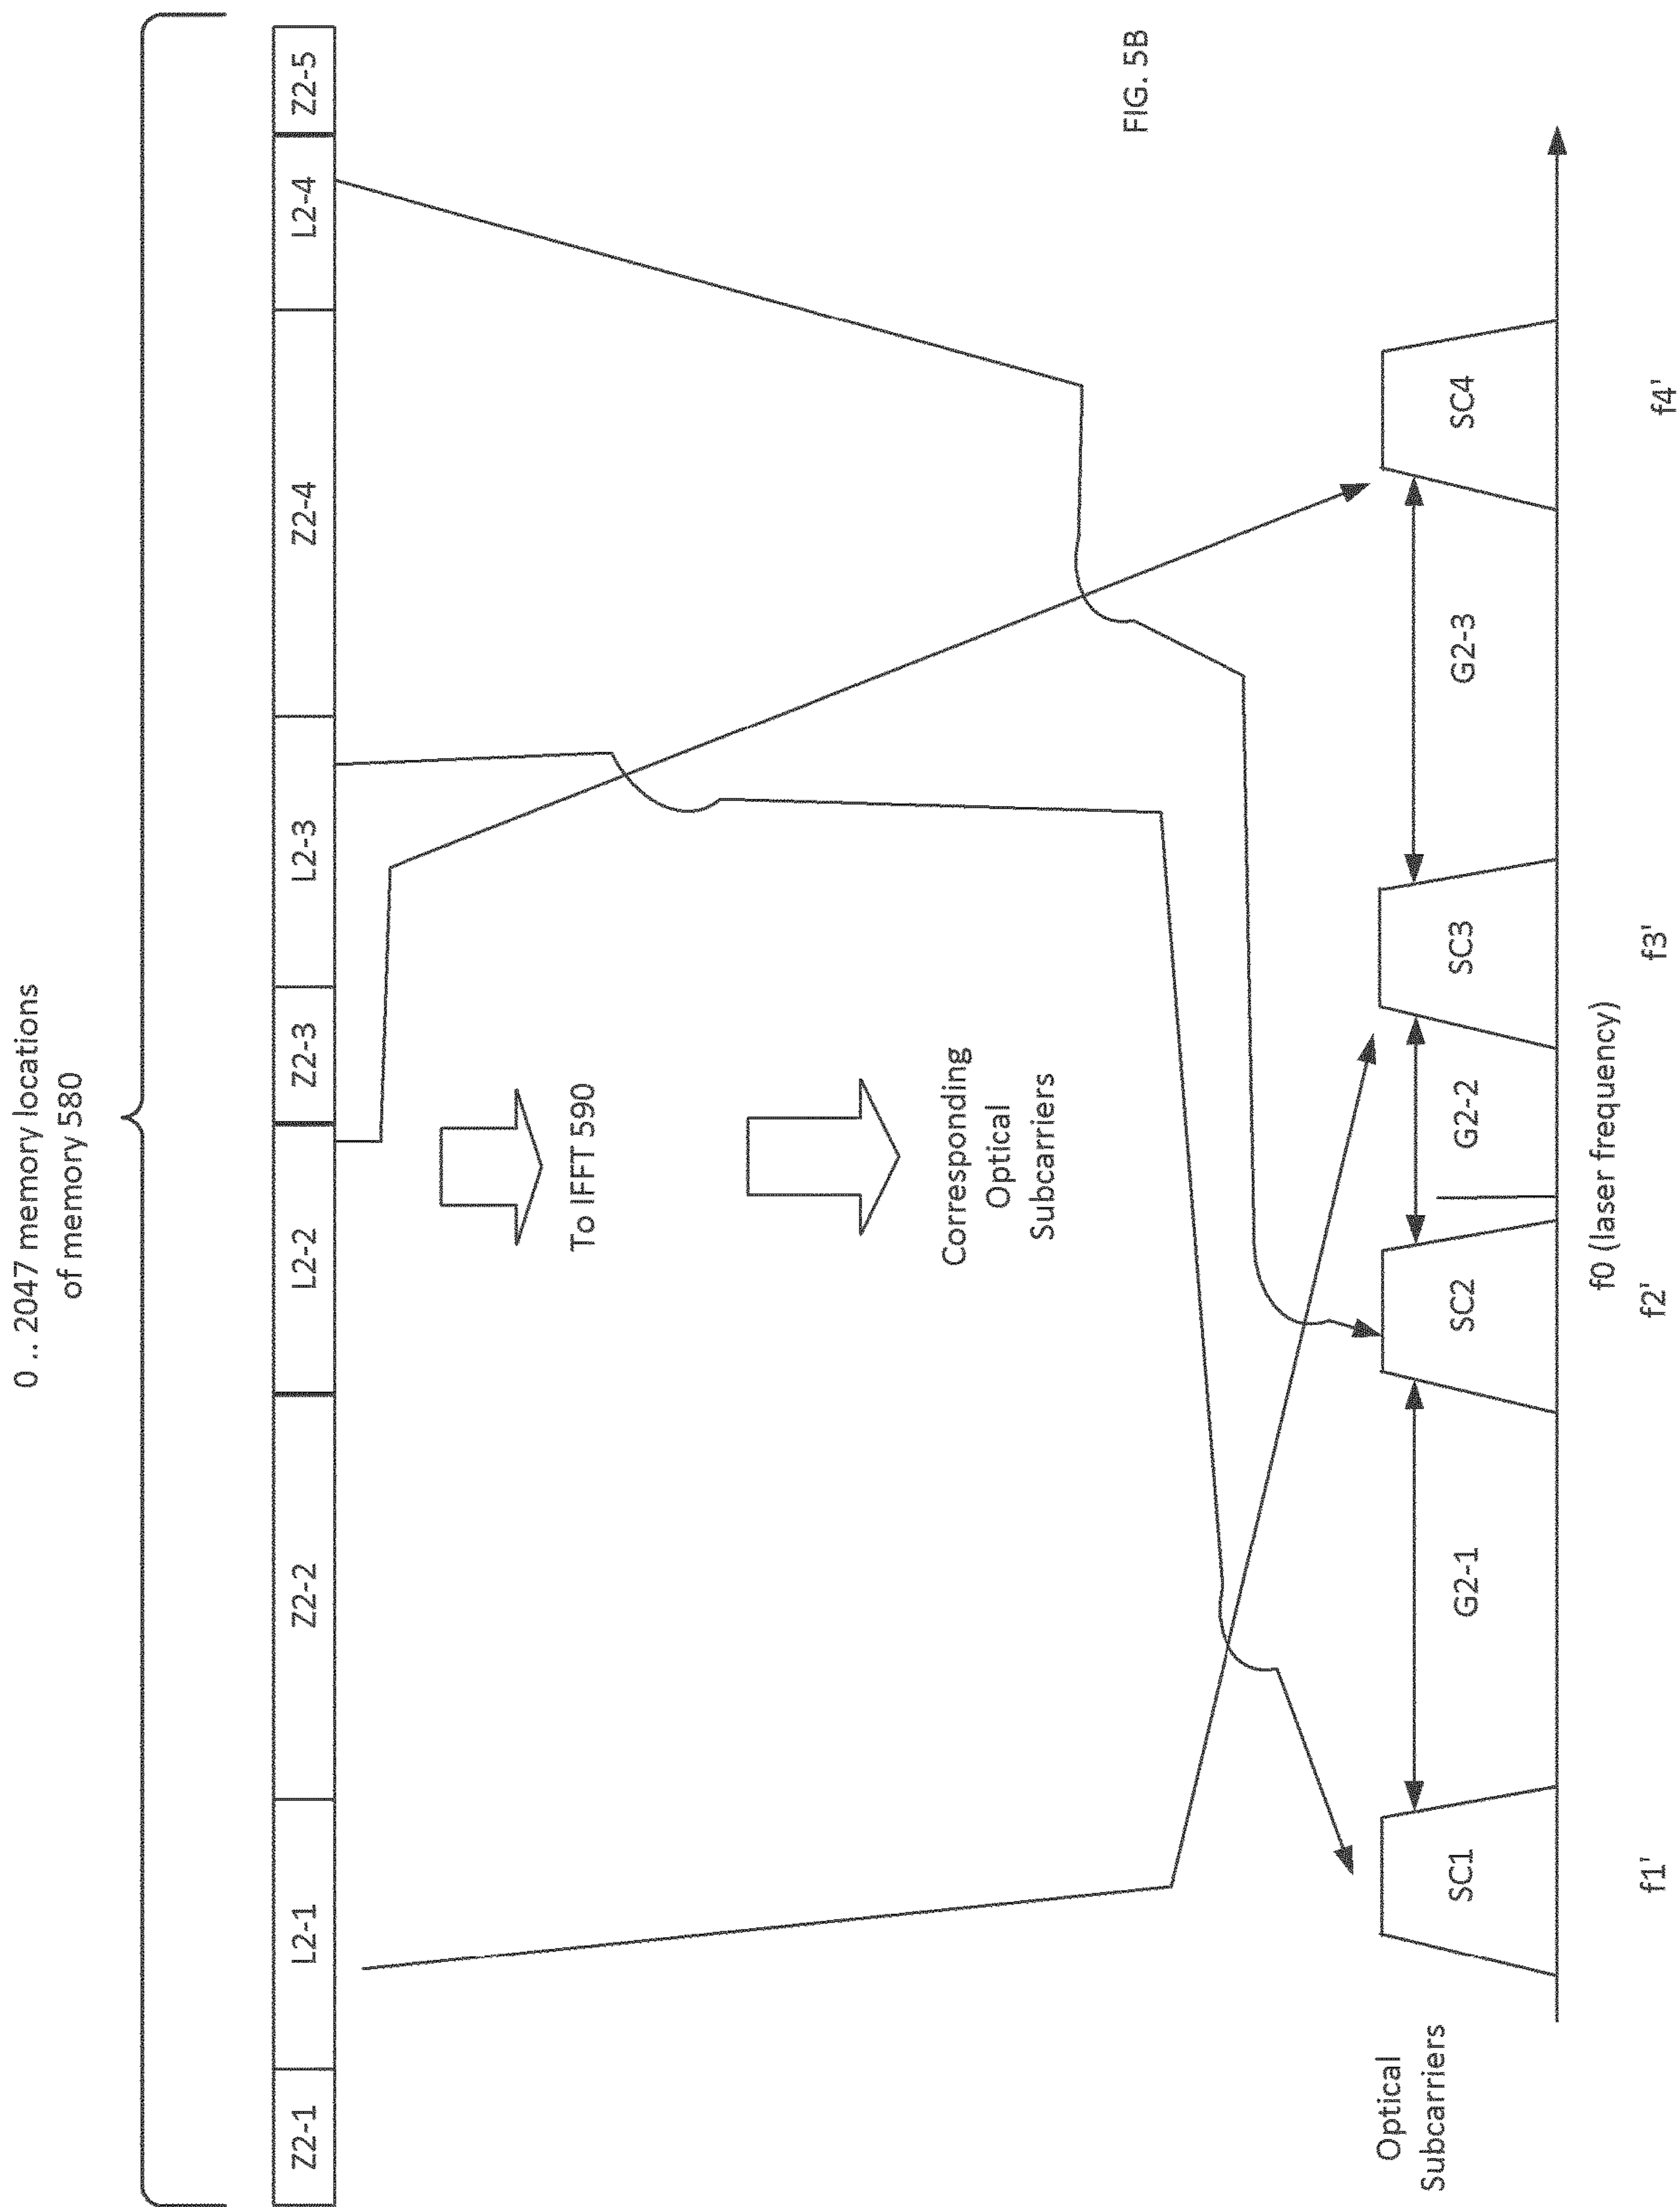 0 .. 2047 memory locations
of memory 580
Z2-1
L2-1
Z2-2
L2-2
Z2-3
L2-3
Z2-4
L2-4
Z2-5
To IFFT 590
Corresponding
Optical
Subcarriers
FIG. 5B
Optical
Subcarriers
SC1
G2-1
SC2
G2-2
SC3
G2-3
SC4
f0 (laser frequency)
f1'
f2'
f3'
f4'